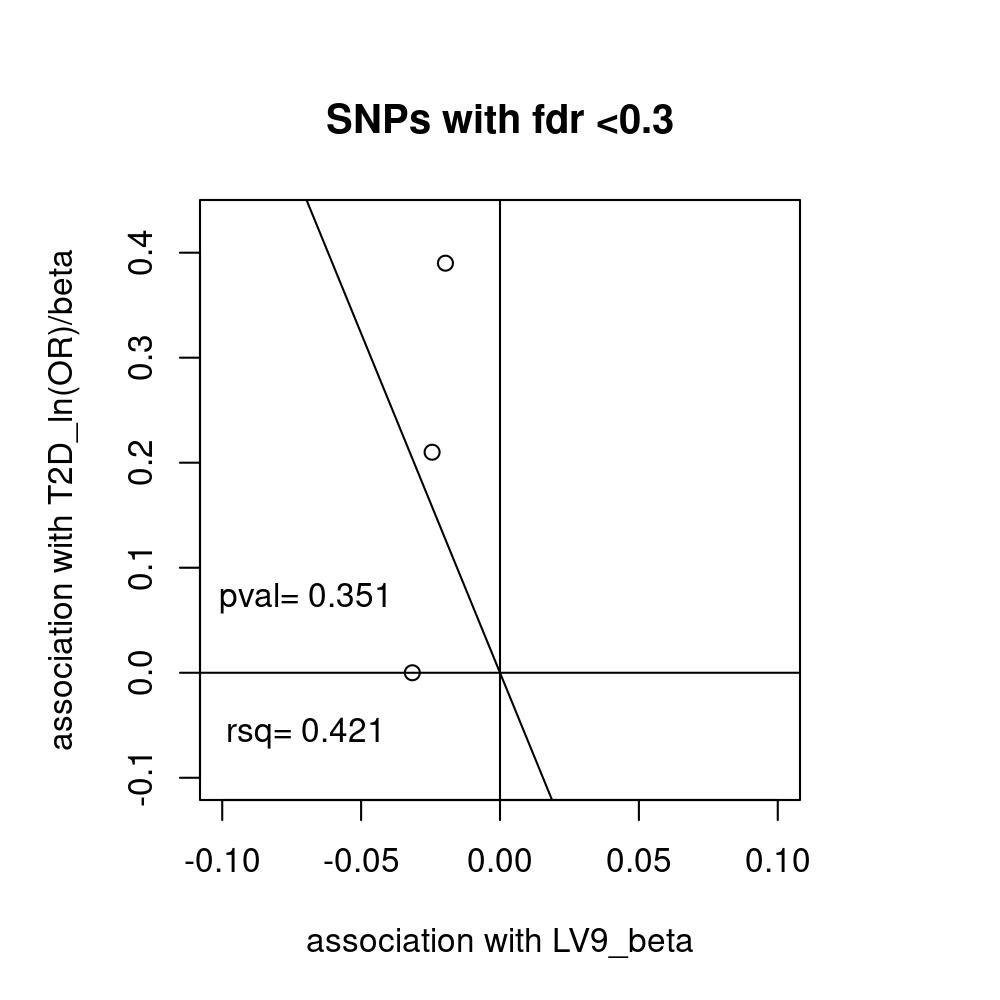 SNPs with fdr <0.3
association with T2D_ln(OR)/beta
0.4
0.3
0.2
0.1
0.0
-0.1
pval= 0.351
rsq= 0.421
-0.10 -0.05 0.00 0.05 0.10
association with LV9_beta